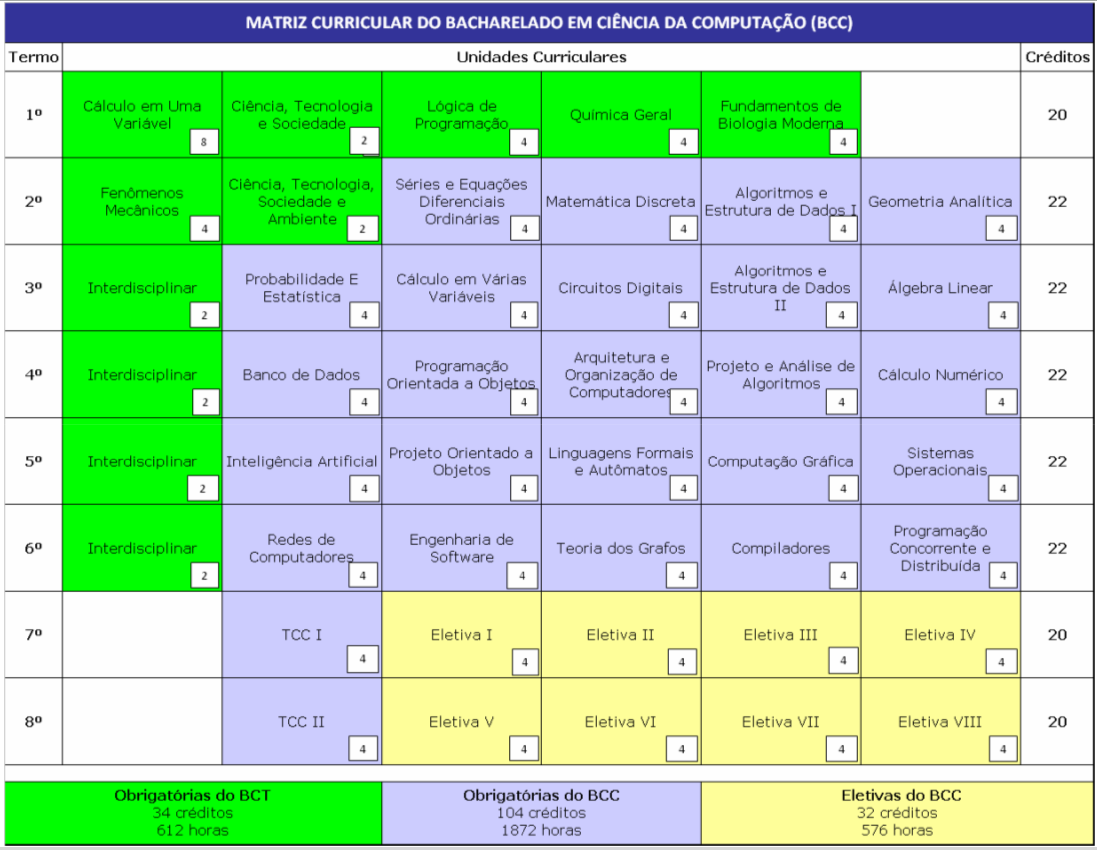 MATRIZ CURRICULAR DO BACHARELADO EM CIÊNCIA DA COMPUTAÇÃO (BCC)
Termo
Unidades Curriculares
Créditos
1º
Cálculo em Uma
Variável
8
Ciência, Tecnologia
e Sociedade
2
Lógica de
Programação
4
Química Geral
4
Fundamentos de
Biologia Moderna
4
20
2º
Fenômenos
Mecânicos
4
Ciência, Tecnologia,
Sociedade e
Ambiente
2
Séries e Equações
Diferenciais
Ordinárias
4
Matemática Discreta
4
Algoritmos e
Estrutura de Dados I
4
Geometria Analítica
4
22
3º
Interdisciplinar
2
Probabilidade E
Estatística
4
Cálculo em Várias
Variáveis
4
Circuitos Digitais
4
Algoritmos e
Estrutura de Dados
II
4
Álgebra Linear
4
22
4º
Interdisciplinar
2
Banco de Dados
4
Programação
Orientada a Objetos
4
Arquitetura e
Organização de
Computadores
4
Projeto e Análise de
Algoritmos
4
Cálculo Numérico
4
22
5º
Interdisciplinar
2
Inteligência Artificial
4
Projeto Orientado a
Objetos
4
Linguagens Formais
e Autômatos
4
Computação Gráfica
4
Sistemas
Operacionais
4
22
6º
Interdisciplinar
2
Redes de
Computadores
4
Engenharia de
Software
4
Teoria dos Grafos
4
Compiladores
4
Programação
Concorrente e
Distribuída
4
22
7º
TCC I
4
Eletiva I
4
Eletiva II
4
Eletiva III
4
Eletiva IV
4
20
8º
TCC II
4
Eletiva V
4
Eletiva VI
4
Eletiva VII
4
Eletiva VIII
4
20
Obrigatórias do BCT
34 créditos
612 horas
Obrigatórias do BCC
104 créditos
1872 horas
Eletivas do BCC
32 créditos
576 horas